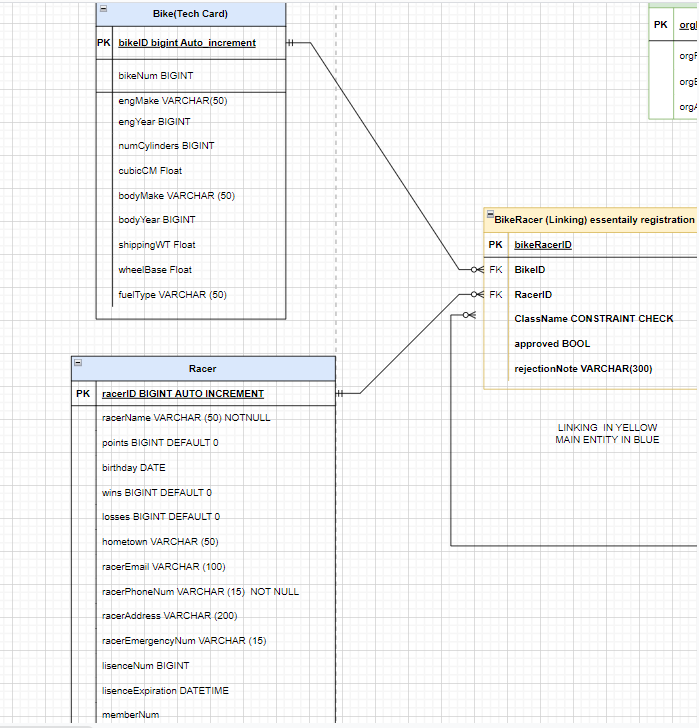 Bike(Tech Card)
PK bikeID bigint Auto_increment
bikeNum BIGINT
engMake VARCHAR(50)
engYear BIGINT
numCylinders BIGINT
cubicCM Float
bodyMake VARCHAR (50)
bodyYear BIGINT
shippingWT Float
wheelBase Float
fuelType VARCHAR (50)
PK
BikeRacer (Linking) essentaily registration
PK bikeRacerID
FK BikeID
FK RacerID
ClassName CONSTRAINT CHECK
approved BOOL
rejectionNote VARCHAR(300)
LINKING IN YELLOW
MAIN ENTITY IN BLUE
Racer
PK racerID BIGINT AUTO INCREMENT
racerName VARCHAR (50) NOTNULL
points BIGINT DEFAULT 0
birthday DATE
wins BIGINT DEFAULT 0
losses BIGINT DEFAULT 0
hometown VARCHAR (50)
racerEmail VARCHAR (100)
racerPhoneNum VARCHAR (15) NOT NULL
racerAddress VARCHAR (200)
racerEmergencyNum VARCHAR (15)
lisenceNum BIGINT
lisenceExpiration DATETIME
memberNum